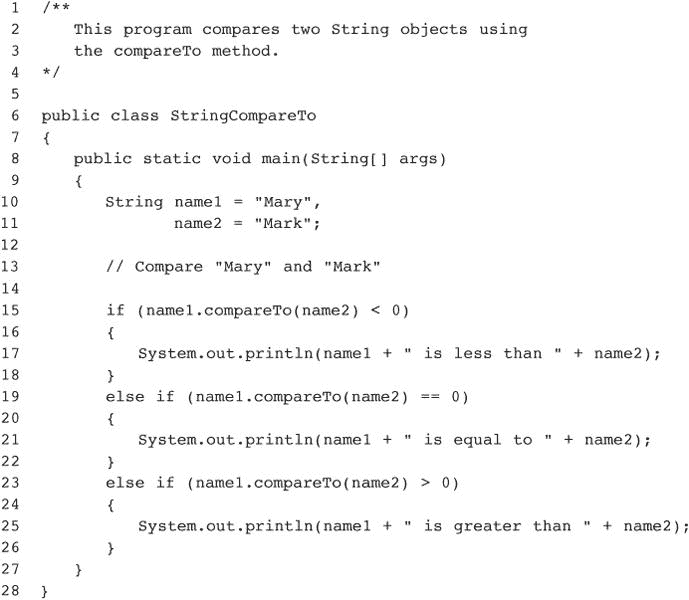 1 /**
2    This program compares two String objects using
3    the compareTo method.
4 */
5
6 public class StringCompareTo
7 {
8    public static void main(String[] args)
9    {
10       String name1 = "Mary",
11              name2 = "Mark";
12
13       // Compare "Mary" and "Mark"
14
15       if (name1.compareTo(name2) < 0)
16       {
17          System.out.println(name1 + " is less than " + name2);
18       }
19       else if (name1.compareTo(name2) == 0)
20       {
21          System.out.println(name1 + " is equal to " + name2);
22       }
23       else if (name1.compareTo(name2) > 0)
24       {
25          System.out.println(name1 + " is greater than " + name2);
26       }
27    }
28 }